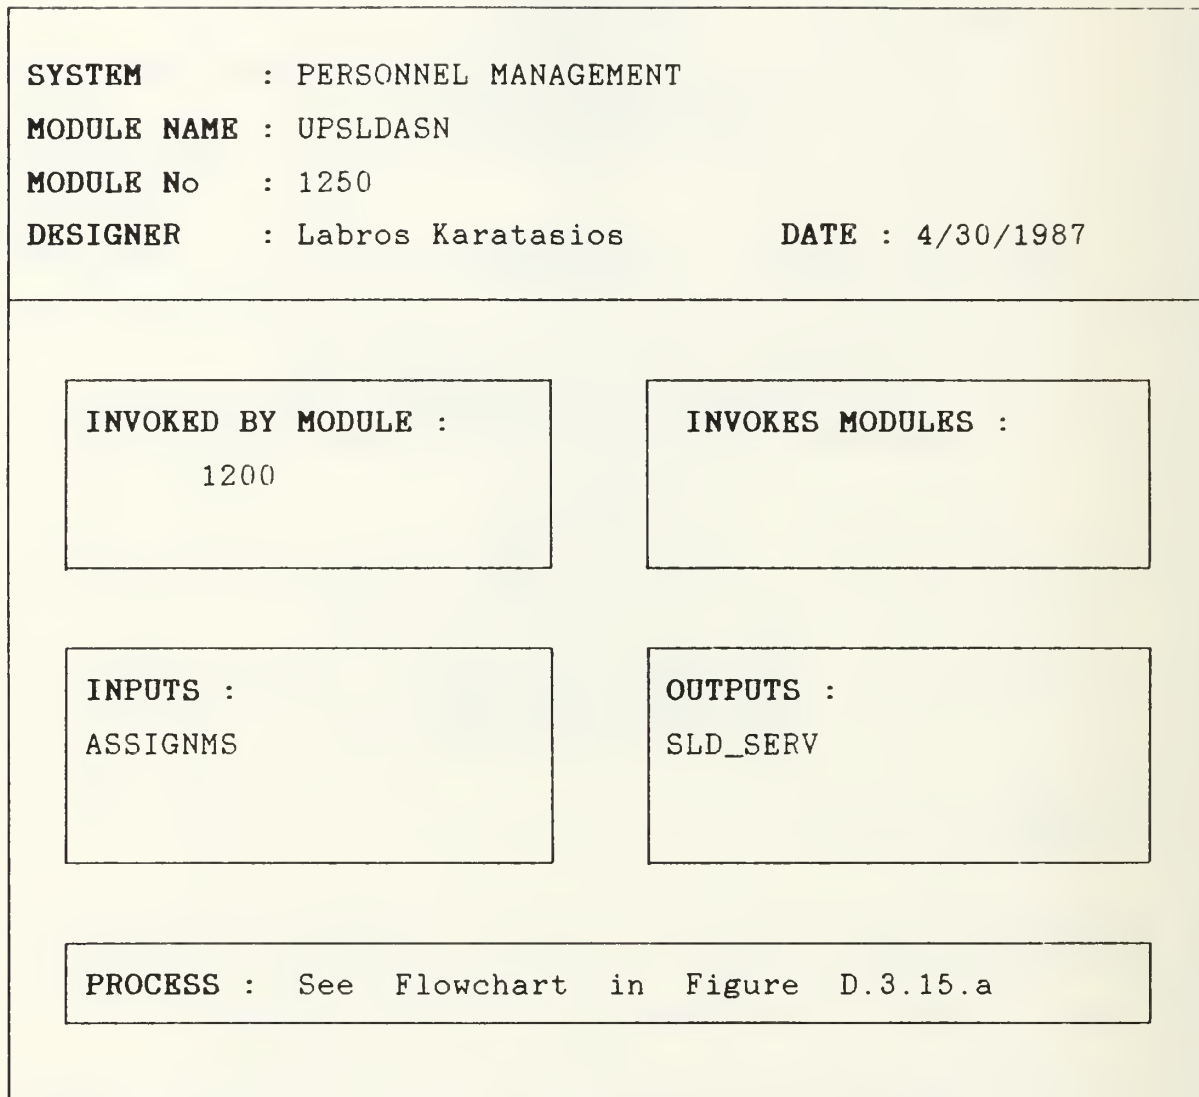 SYSTEM : PERSONNEL MANAGEMENT
MODULE NAME : UPSLDASN
MODULE No : 1250
DESIGNER : Labros Karatasios DATE : 4/30/1987
INVOKED BY MODULE :
1200
INVOKES MODULES :
INPUTS :
ASSIGNMS
OUTPUTS :
SLD_SERV
PROCESS : See Flowchart in Figure D.3.15.a